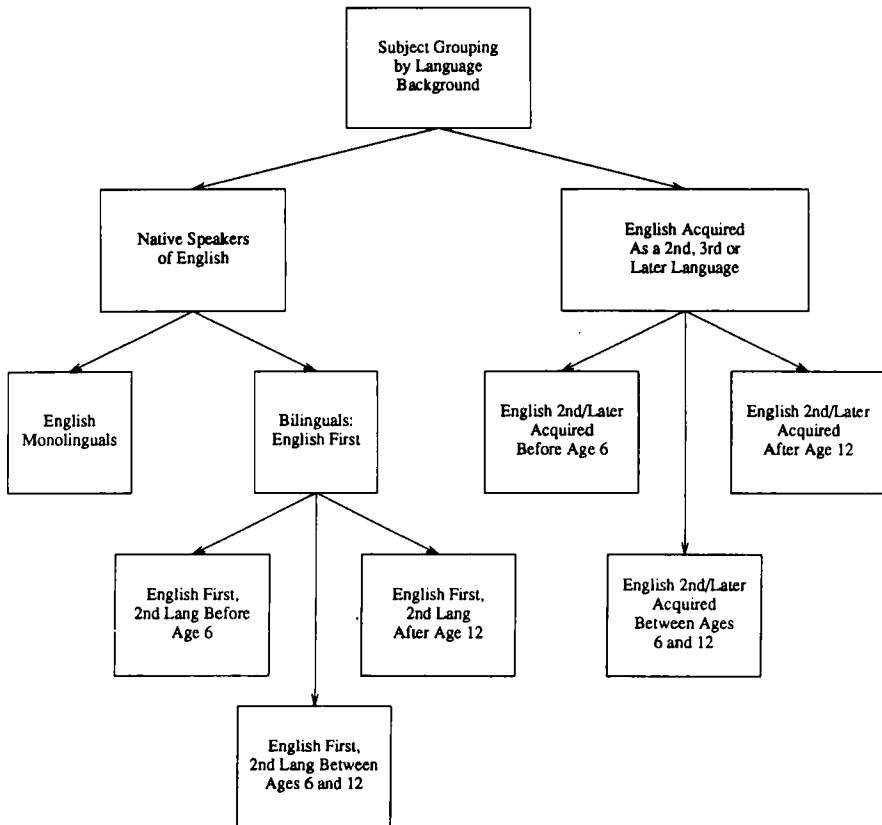 Subject Grouping
by Language
Background
Native Speakers
of English
English Acquired
As a 2nd, 3rd or
Later Language
English
Monolinguals
Bilinguals:
English First
English 2nd/Later
Acquired
Before Age 6
English 2nd/Later
Acquired
After Age 12
English First,
2nd Lang Before
Age 6
English First,
2nd Lang
After Age 12
English 2nd/Later
Acquired
Between Ages
6 and 12
English First,
2nd Lang Between
Ages 6 and 12